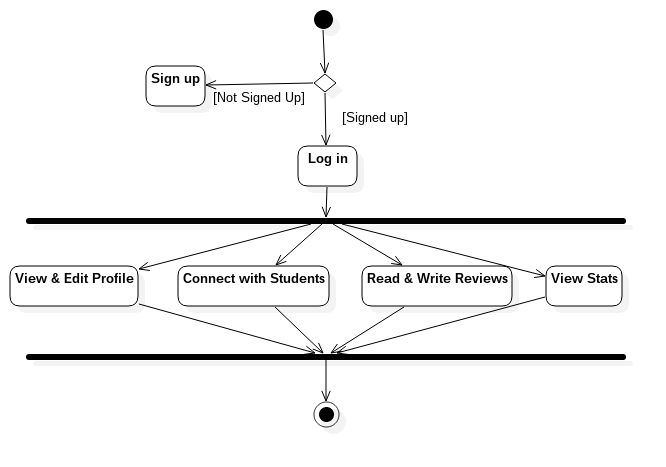 Sign up
[Not Signed Up]
[Signed up]
Log in
View & Edit Profile
Connect with Students
Read & Write Reviews
View Stats